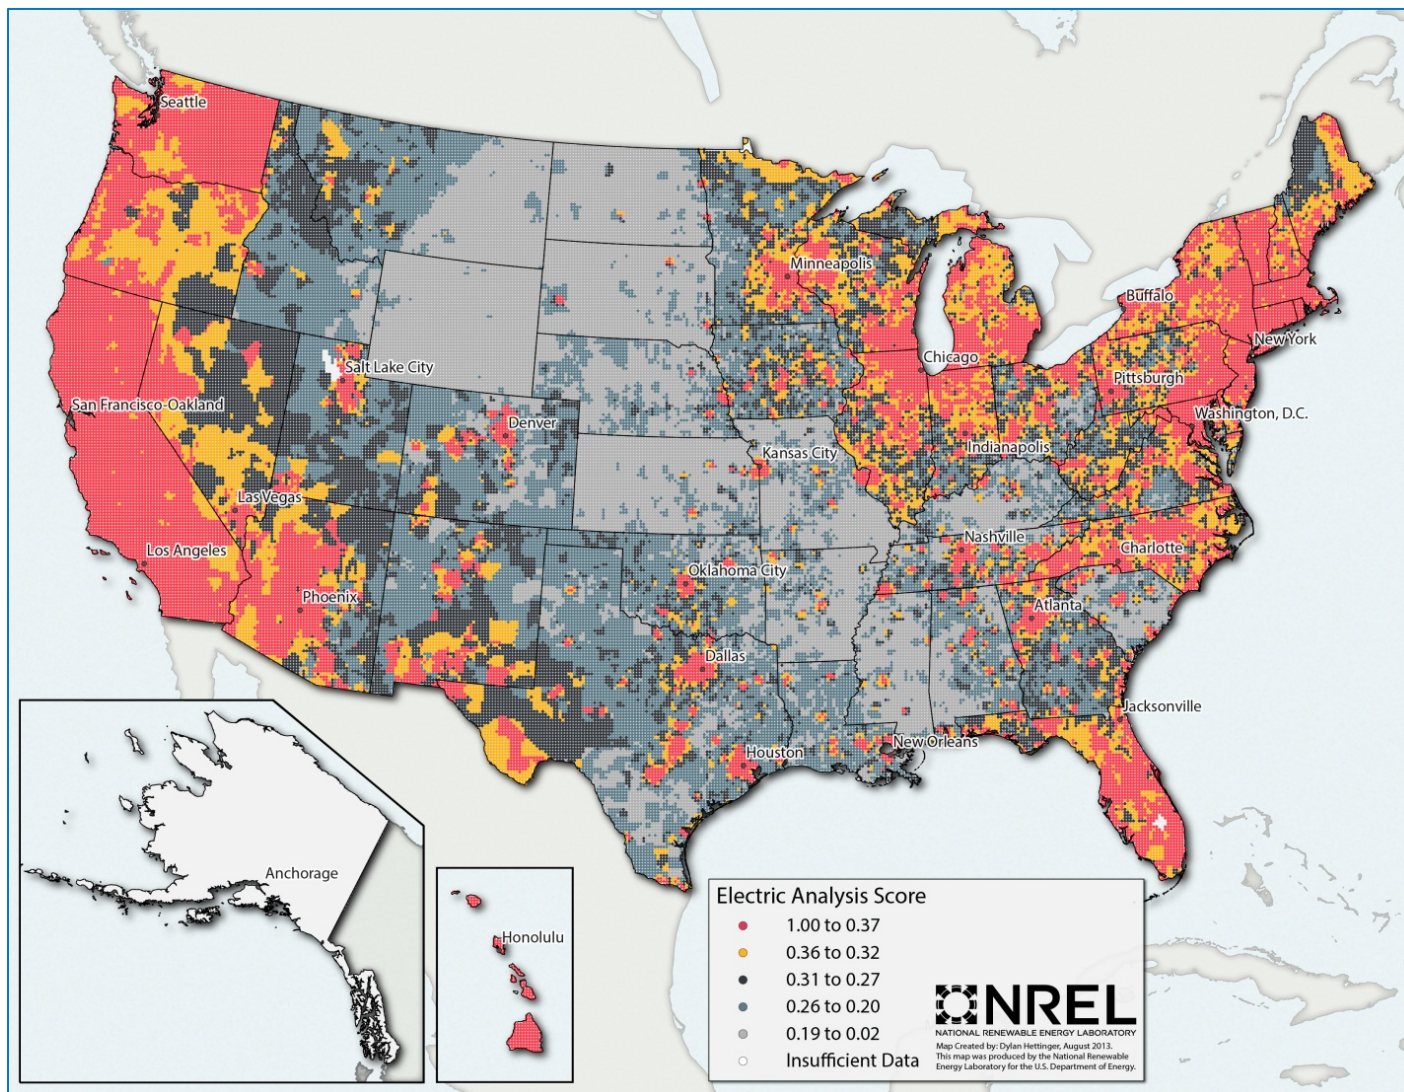 Seattle
Minneapolis
Buffalo
New York
Chicago
Salt Lake City
Pittsburgh
San Francisco-Oakland
Washington, D.C.
Denver
Indianapolis
Kansas City
Las Vegas
Nashville
Charlotte
Los Angeles
Oklahoma City
Phoenix
Atlanta
Dallas
Jacksonville
New Orleans
Houston
Anchorage
Honolulu
Electric Analysis Score
1.00 to 0.37
0.36 to 0.32
0.31 to 0.27
0.26 to 0.20
0.19 to 0.02
Insufficient Data
NREL
NATIONAL RENEWABLE ENERGY LABORATORY
Map Created by: Dylan Hettinger, August 2013.
This map was produced by the National Renewable
Energy Laboratory for the U.S. Department of Energy.